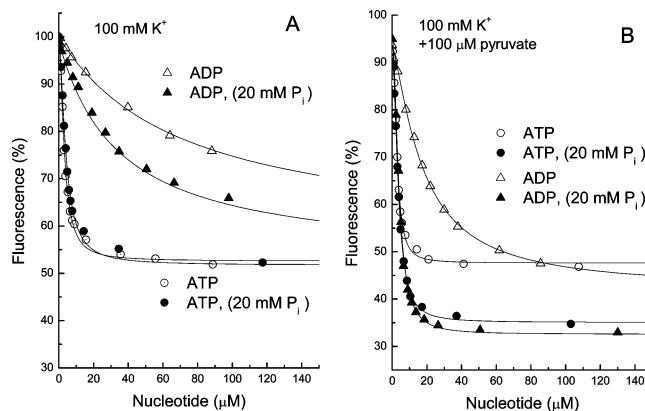 100 mM K+
A
ADP
ADP, (20 mM Pi)
ATP
ATP, (20 mM Pi)
Fluorescence (%)
100
90
80
70
60
50
40
30
0 20 40 60 80 100 120 140
Nucleotide (μM)
100 mM K+
+100 μM pyruvate
B
ATP
ATP, (20 mM Pi)
ADP
ADP, (20 mM Pi)
Fluorescence (%)
100
90
80
70
60
50
40
30
0 20 40 60 80 100 120 140
Nucleotide (μM)